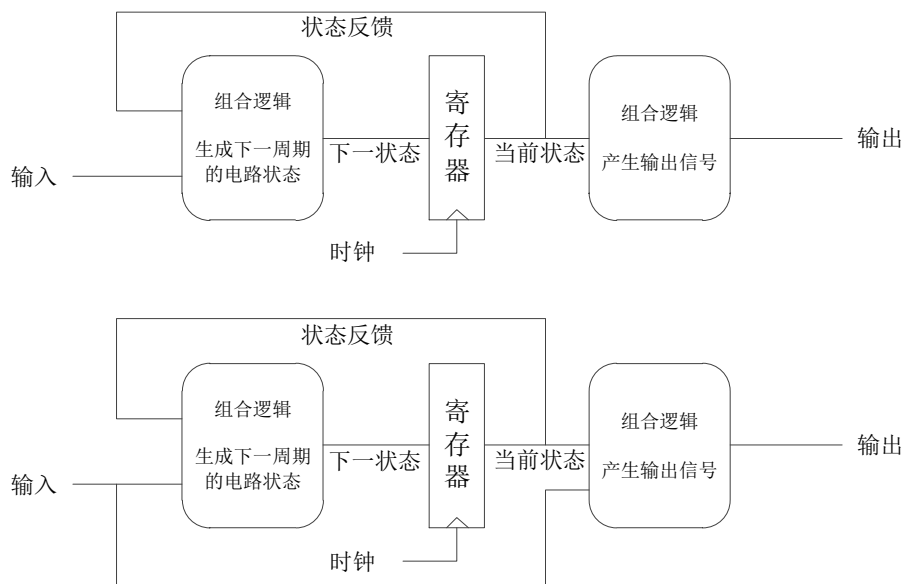 状态反馈
组合逻辑
生成下一周期
的电路状态
输入
下一状态
寄存器
时钟
当前状态
组合逻辑
产生输出信号
输出
状态反馈
组合逻辑
生成下一周期
的电路状态
输入
下一状态
寄存器
时钟
当前状态
组合逻辑
产生输出信号
输出